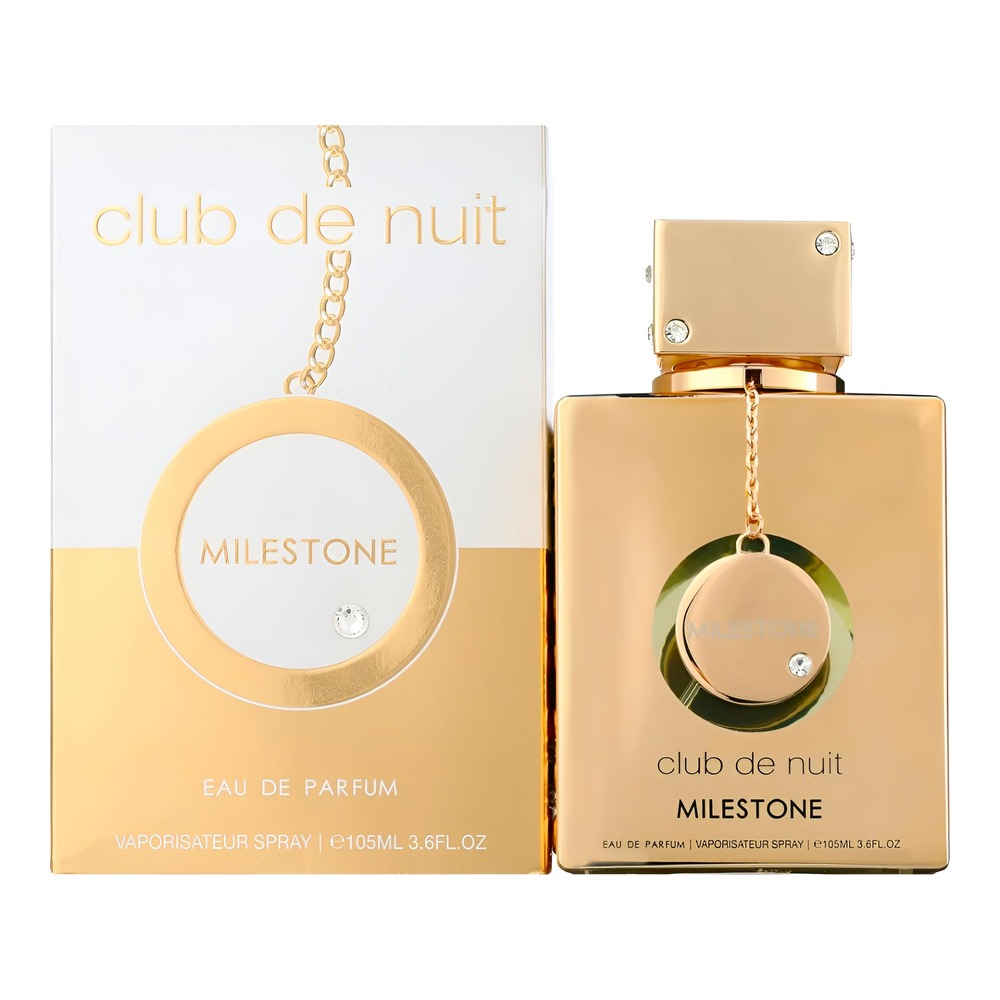 club de nuit
MILESTONE
EAU DE PARFUM
VAPORISATEUR SPRAY | ℮105ML 3.6FL.OZ
MILESTONE
club de nuit
MILESTONE
EAU DE PARFUM | VAPORISATEUR SPRAY | ℮105ML 3.6FL.OZ